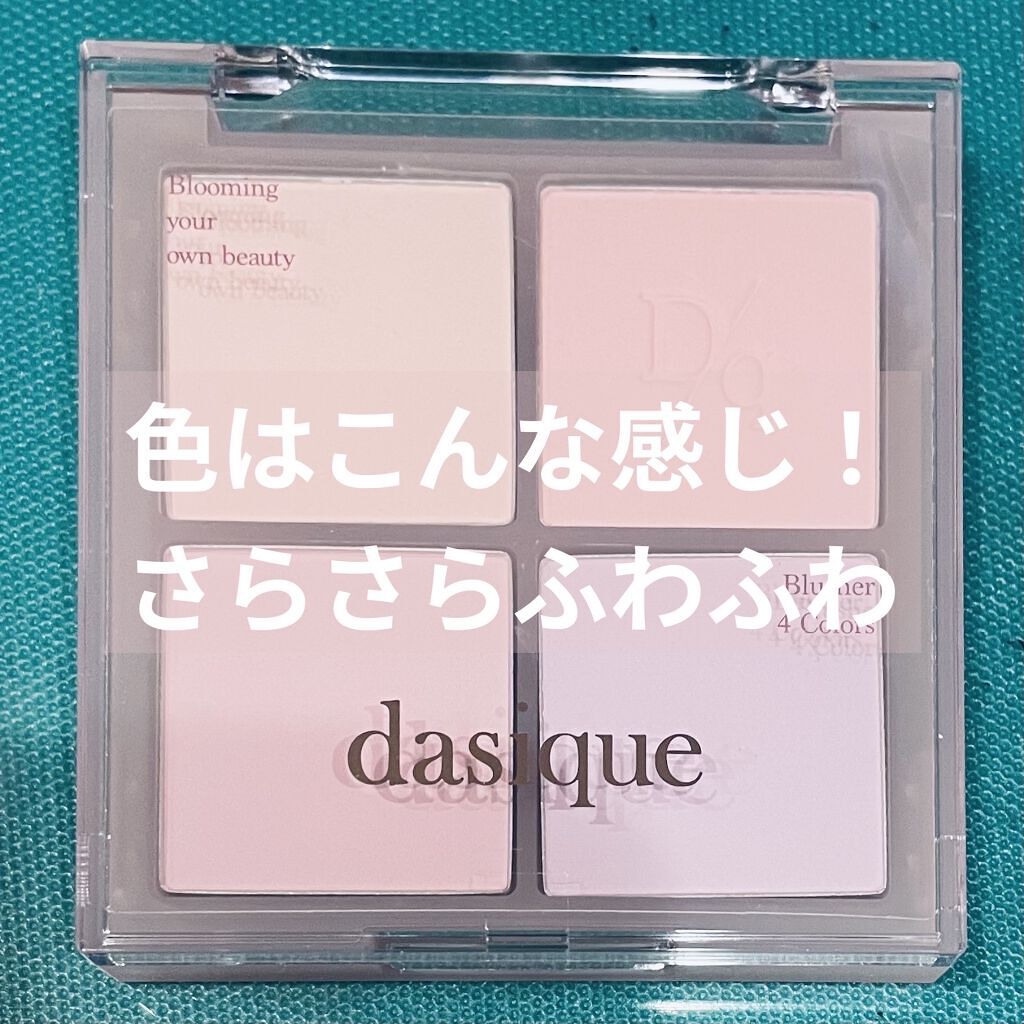 Blooming
your
own beauty
D/q
色はこんな感じ！
さらさらふわふわ
Blusher
4 Colors
dasique